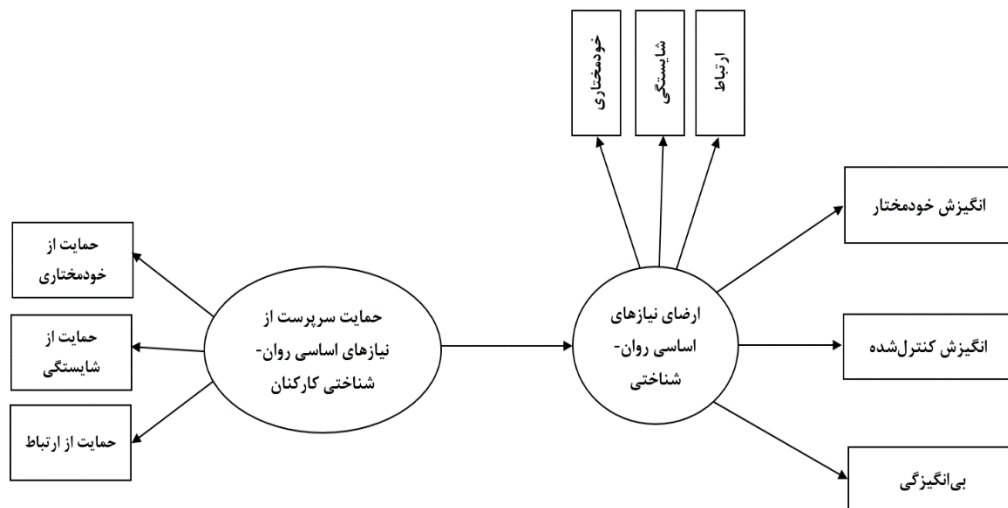 خودمختاری
شایستگی
ارتباط
انگیزش خودمختار
انگیزش کنترل‌شده
بی‌انگیزگی
ارضای نیازهای
اساسی روان-
شناختی
حمایت سرپرست از
نیازهای اساسی روان-
شناختی کارکنان
حمایت از
خودمختاری
حمایت از
شایستگی
حمایت از ارتباط